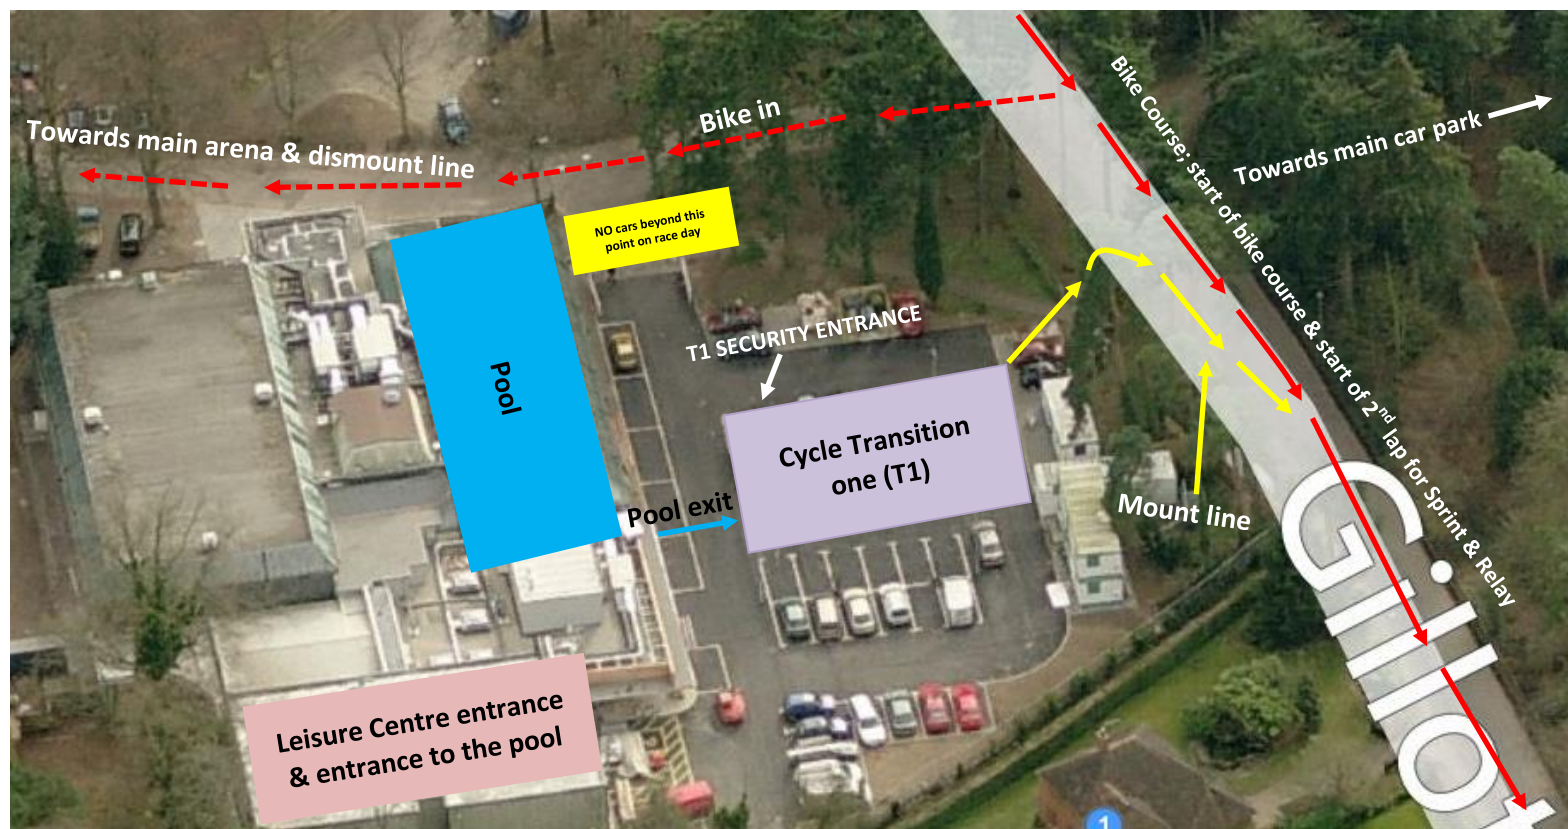 Towards main arena & dismount line
Bike in
Bike Course; start of bike course & start of 2nd lap for Sprint & Relay
Towards main car park
NO cars beyond this
point on race day
T1 SECURITY ENTRANCE
Pool
Cycle Transition
one (T1)
Pool exit
Mount line
Leisure Centre entrance
& entrance to the pool
Gillot
1